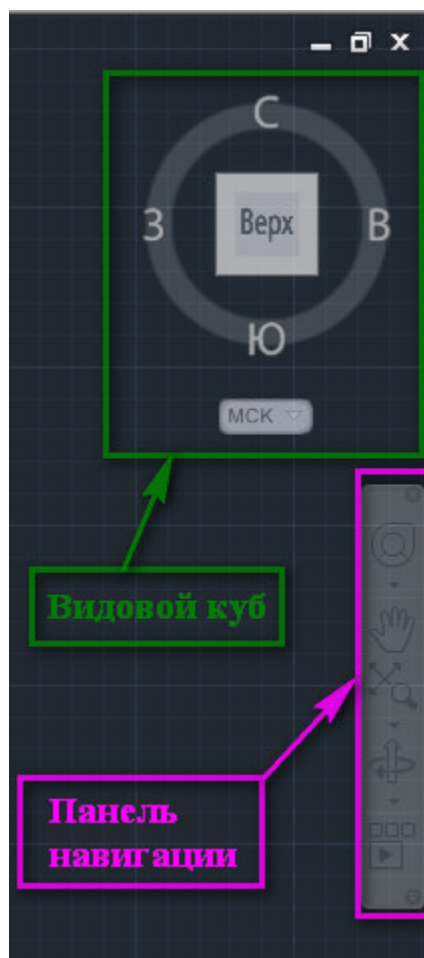 С
З
Верх
В
Ю
МСК
Видовой куб
Панель
навигации